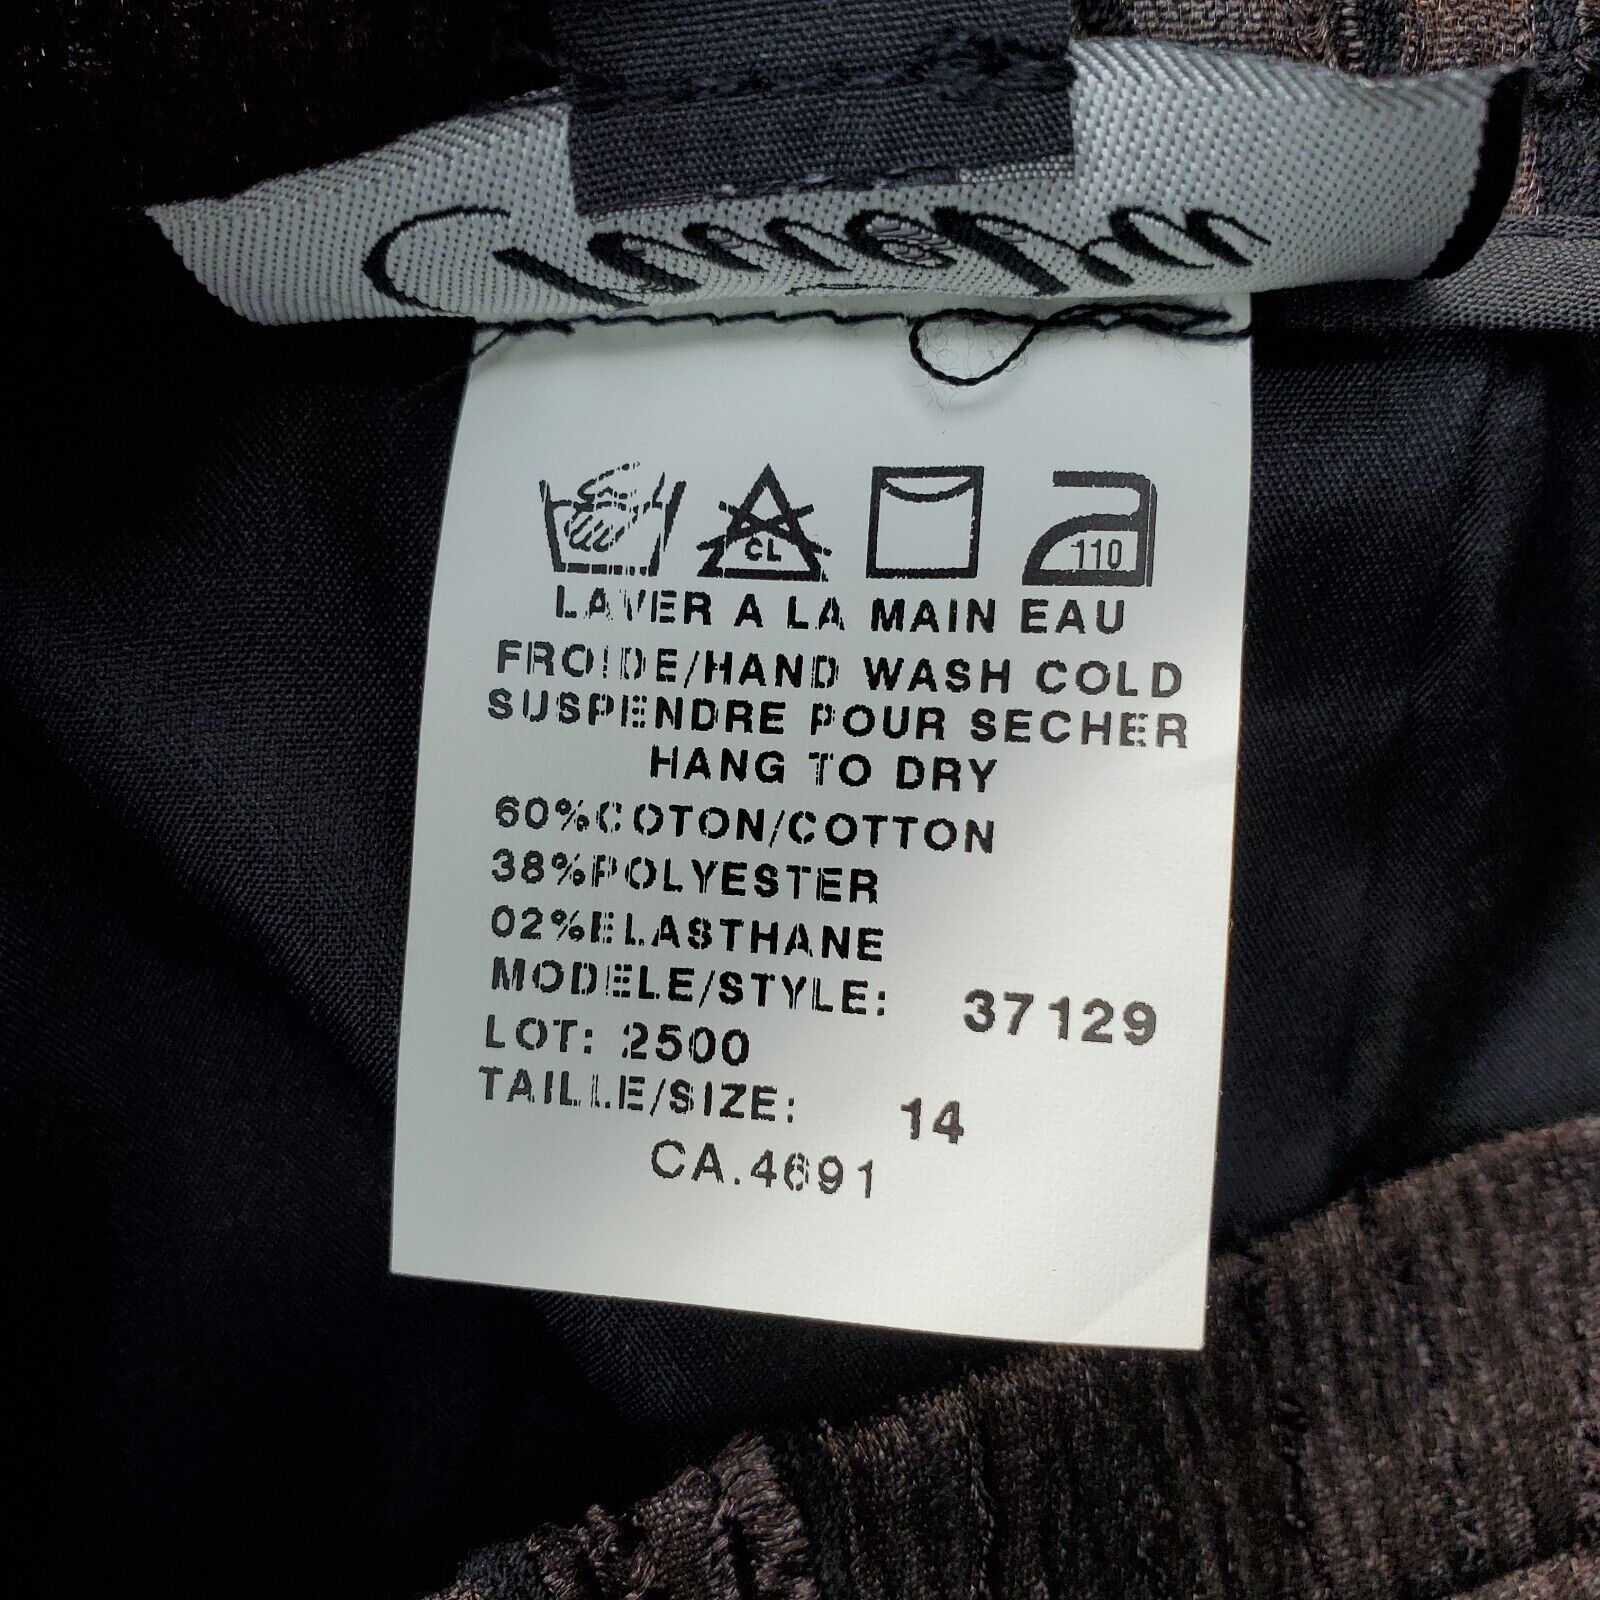 CL
110
LAVER A LA MAIN EAU
FROIDE/HAND WASH COLD
SUSPENDRE POUR SECHER
HANG TO DRY
60%COTON/COTTON
38%POLYESTER
02%ELASTHANE
MODELE/STYLE: 37129
LOT: 2500
TAILLE/SIZE: 14
CA.4691